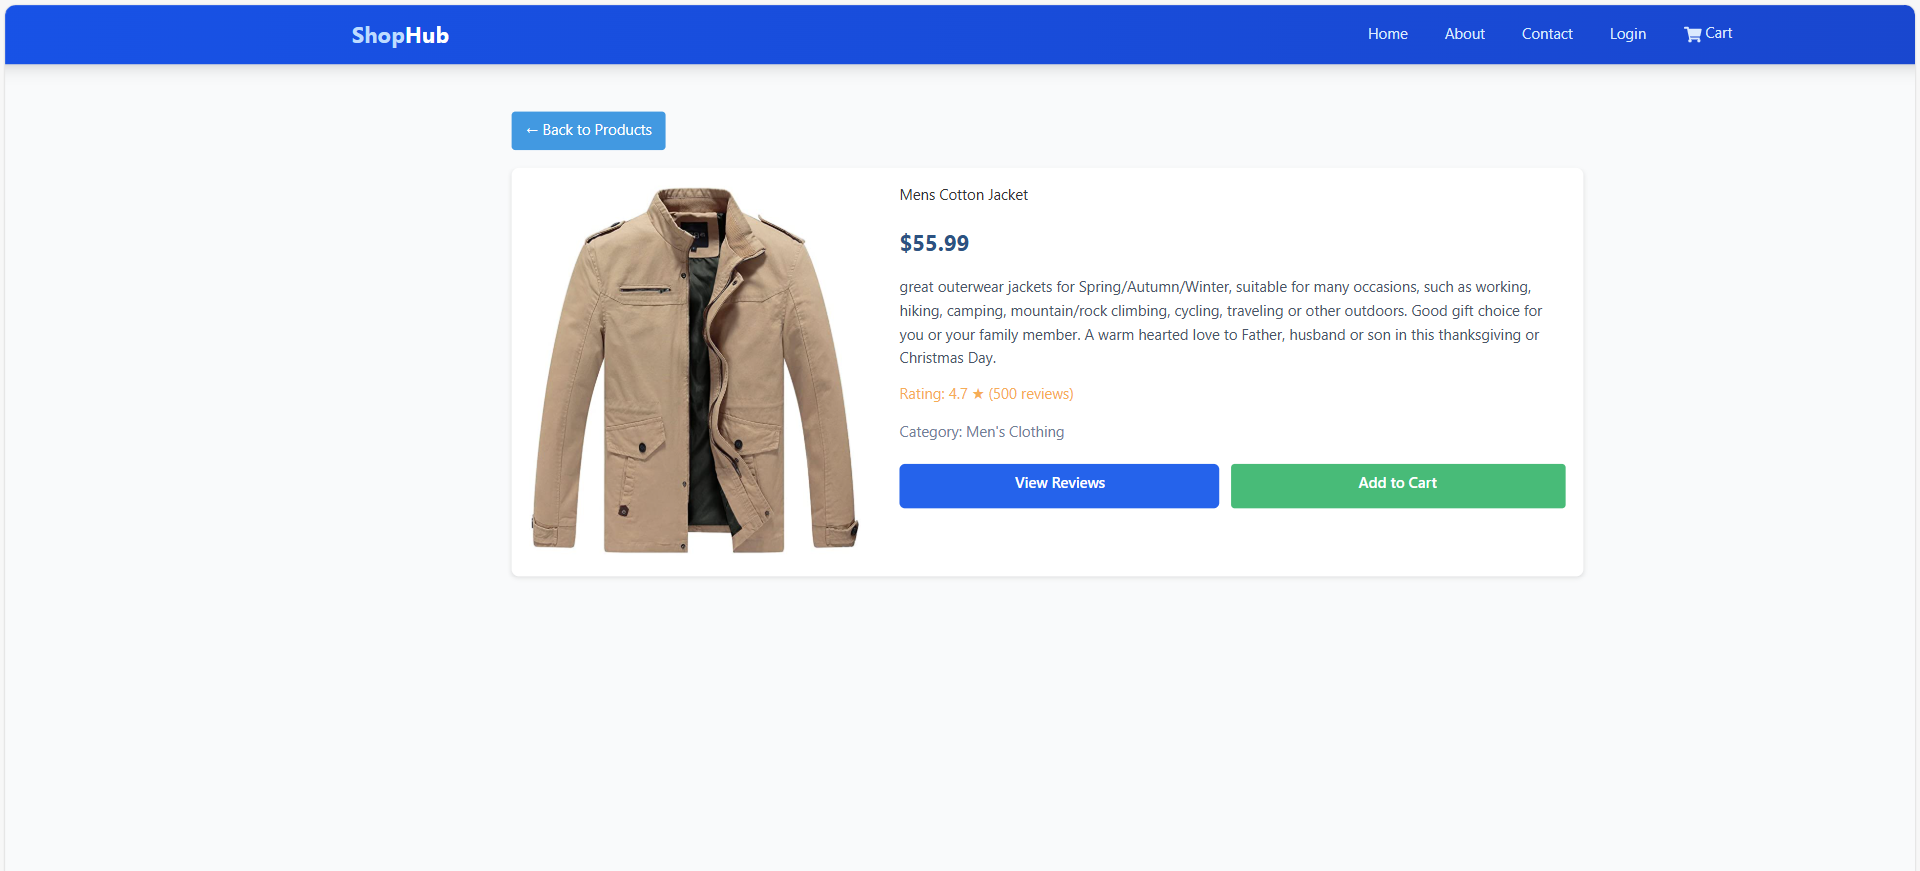 ShopHub
Home About Contact Login Cart
← Back to Products
Mens Cotton Jacket
$55.99
great outerwear jackets for Spring/Autumn/Winter, suitable for many occasions, such as working,
hiking, camping, mountain/rock climbing, cycling, traveling or other outdoors. Good gift choice for
you or your family member. A warm hearted love to Father, husband or son in this thanksgiving or
Christmas Day.
Rating: 4.7 ★ (500 reviews)
Category: Men's Clothing
View Reviews Add to Cart